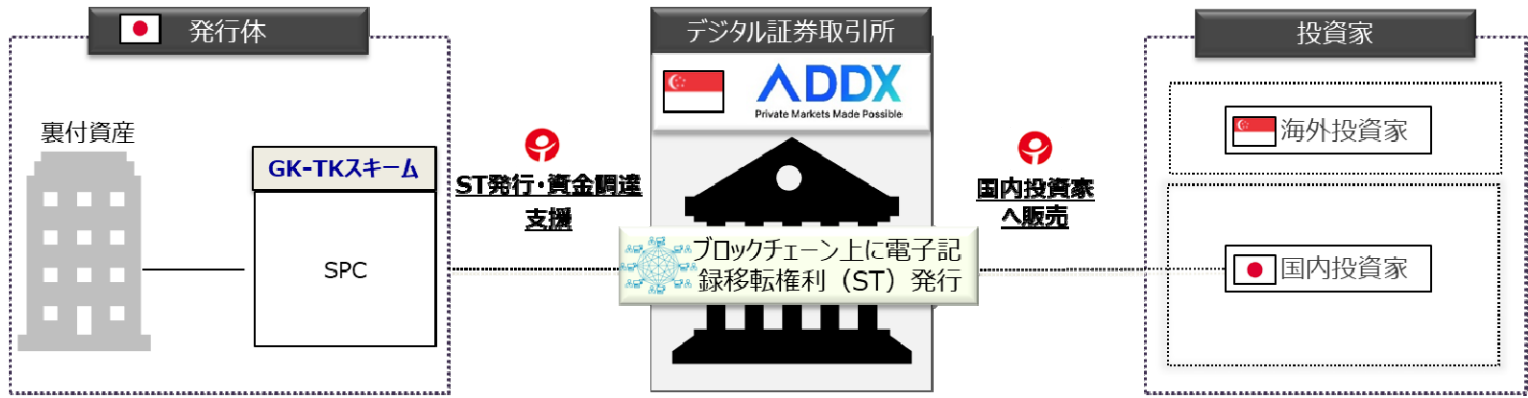 発行体
裏付資産
GK-TKスキーム
SPC
ST発行・資金調達
支援
デジタル証券取引所
ADDX
Private Markets Made Possible
ブロックチェーン上に電子記
録移転権利（ST）発行
国内投資家
へ販売
投資家
海外投資家
国内投資家